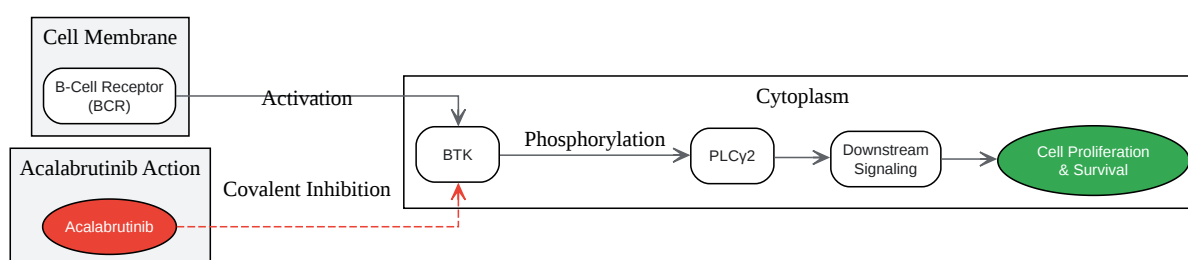 Cell Membrane
B-Cell Receptor
(BCR)
Activation
Cytoplasm
BTK
Phosphorylation
PLCγ2
Downstream
Signaling
Cell Proliferation
& Survival
Acalabrutinib Action
Covalent Inhibition
Acalabrutinib